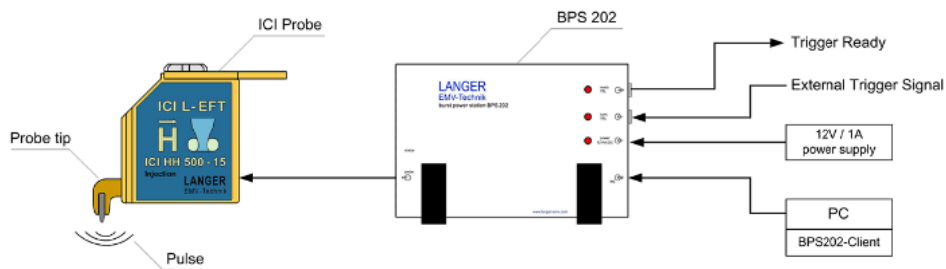 ICI Probe
BPS 202
Trigger Ready
External Trigger Signal
12V / 1A
power supply
PC
BPS202-Client
LANGER
EMV-Technik
burst power station BPS 202
Probe tip
ICI L-EFT
H
ICI HH 500 - 15
Injection
LANGER
EMV-Technik
Pulse